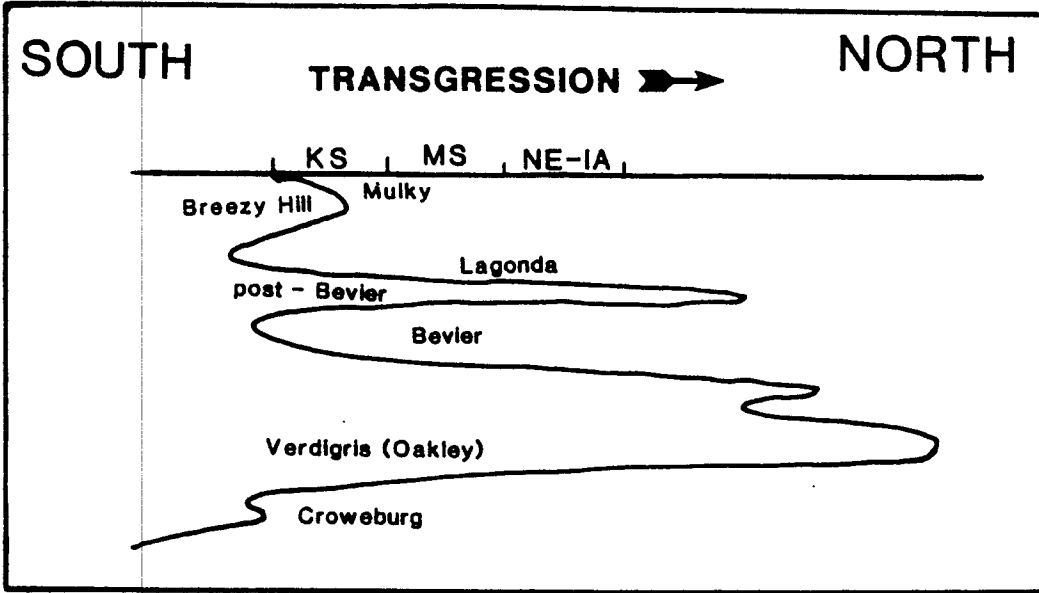 SOUTH
NORTH
TRANSGRESSION
KS
MS
NE-IA
Mulky
Breezy Hill
Lagonda
post - Bevier
Bevier
Verdigris (Oakley)
Croweburg